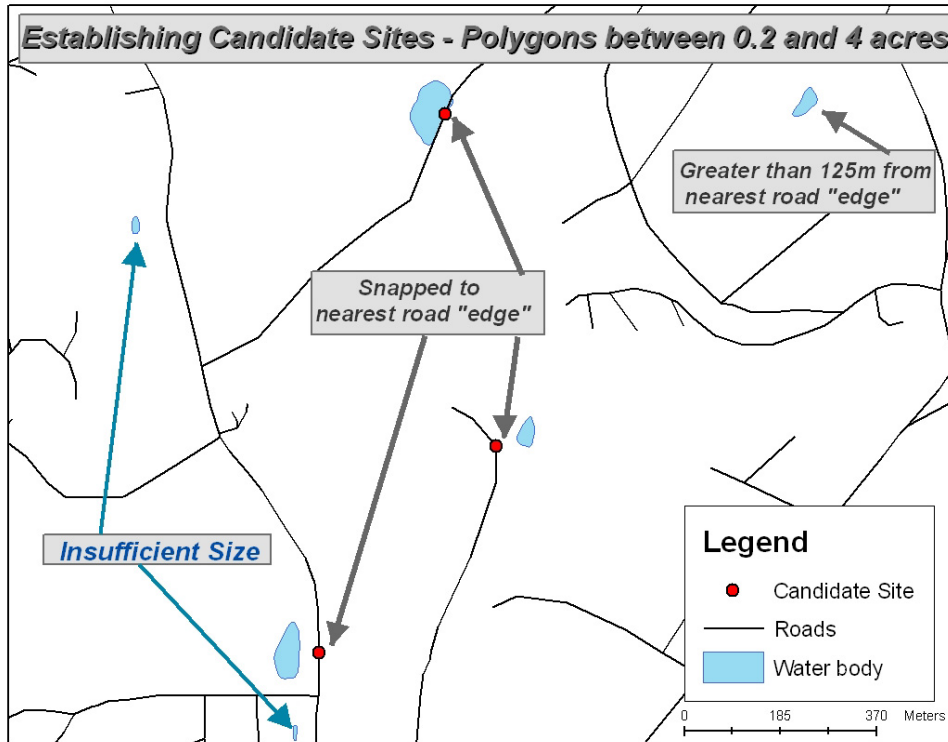 Establishing Candidate Sites - Polygons between 0.2 and 4 acres
Greater than 125m from
nearest road "edge"
Snapped to
nearest road "edge"
Insufficient Size
Legend
Candidate Site
Roads
Water body
0 185 370 Meters